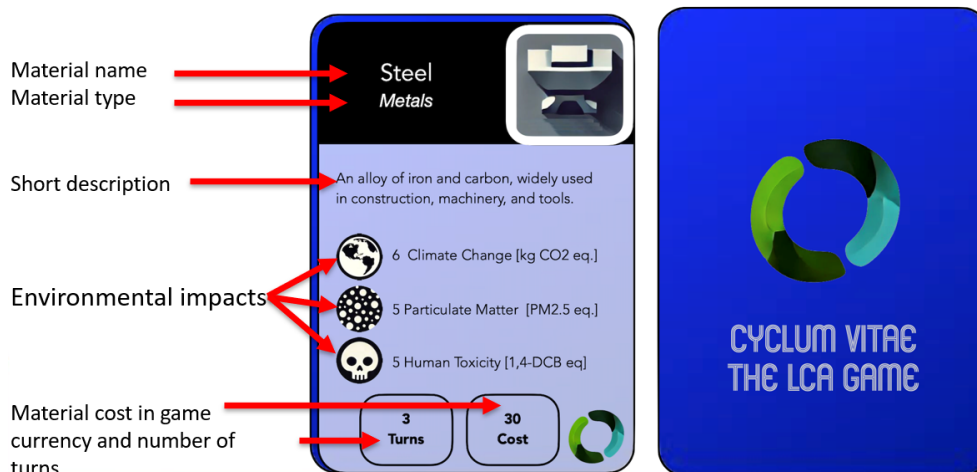 Material name
Material type
Short description
Environmental impacts
Material cost in game
currency and number of
turns
Steel
Metals
An alloy of iron and carbon, widely used
in construction, machinery, and tools.
6 Climate Change [kg CO2 eq.]
5 Particulate Matter [PM2.5 eq.]
5 Human Toxicity [1,4-DCB eq]
3
Turns
30
Cost
CYCLUM VITAE
THE LCA GAME